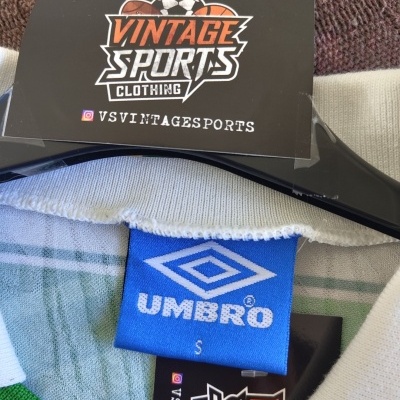 VINTAGE
SPORTS
CLOTHING
VSVINTAGESPORTS
UMBRO®
S